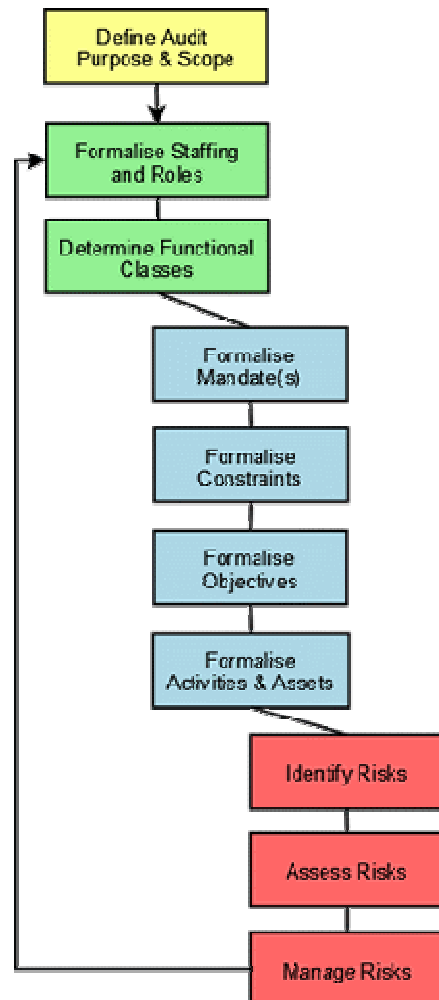 Define Audit
Purpose & Scope
Formalise Staffing
and Roles
Determine Functional
Classes
Formalise
Mandate(s)
Formalise
Constraints
Formalise
Objectives
Formalise
Activities & Assets
Identify Risks
Assess Risks
Manage Risks